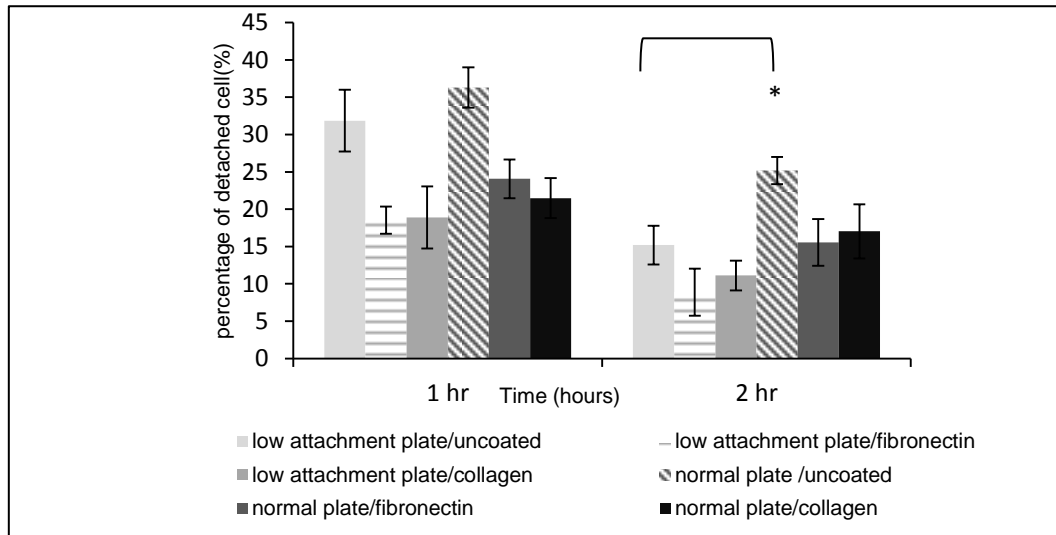 percentage of detached cell(%)
45
40
35
30
25
20
15
10
5
0
*
1 hr
Time (hours)
2 hr
low attachment plate/uncoated
low attachment plate/fibronectin
low attachment plate/collagen
normal plate /uncoated
normal plate/fibronectin
normal plate/collagen